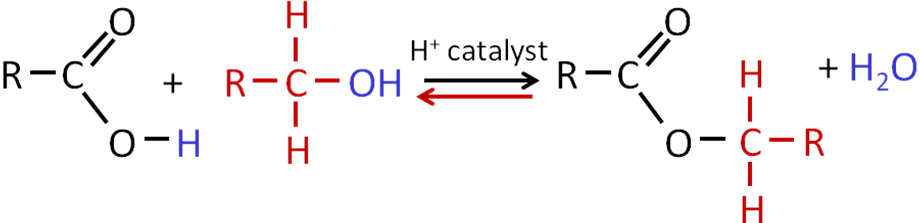 R C O O H + R C H H OH H⁺ catalyst R C O O C H H R + H₂O